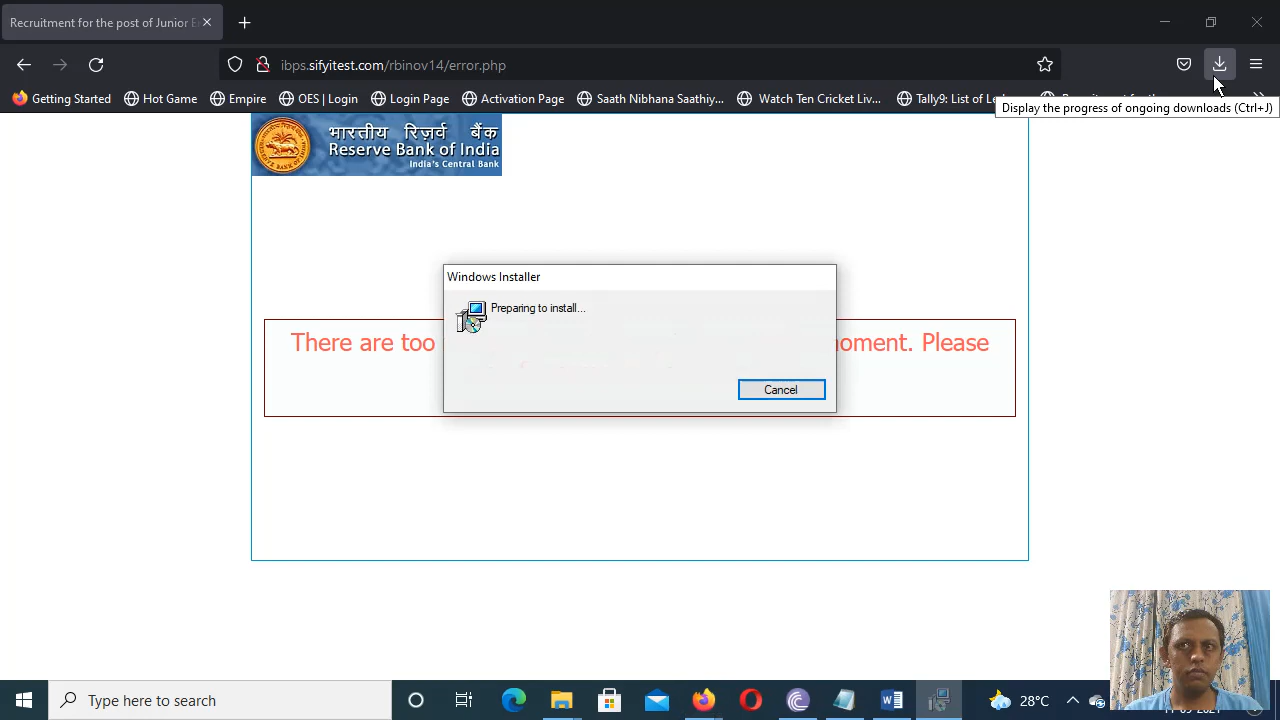 Recruitment for the post of Junior E
ibps.sifyitest.com/rbinov14/error.php
Getting Started
Hot Game
Empire
OES | Login
Login Page
Activation Page
Saath Nibhana Saathiy...
Watch Ten Cricket Liv...
Tally9: List of
Display the progress of ongoing downloads (Ctrl+J)
भारतीय रिज़र्व बैंक
Reserve Bank of India
India's Central Bank
Windows Installer
Preparing to install...
There are too
moment. Please
Cancel
Type here to search
28°C